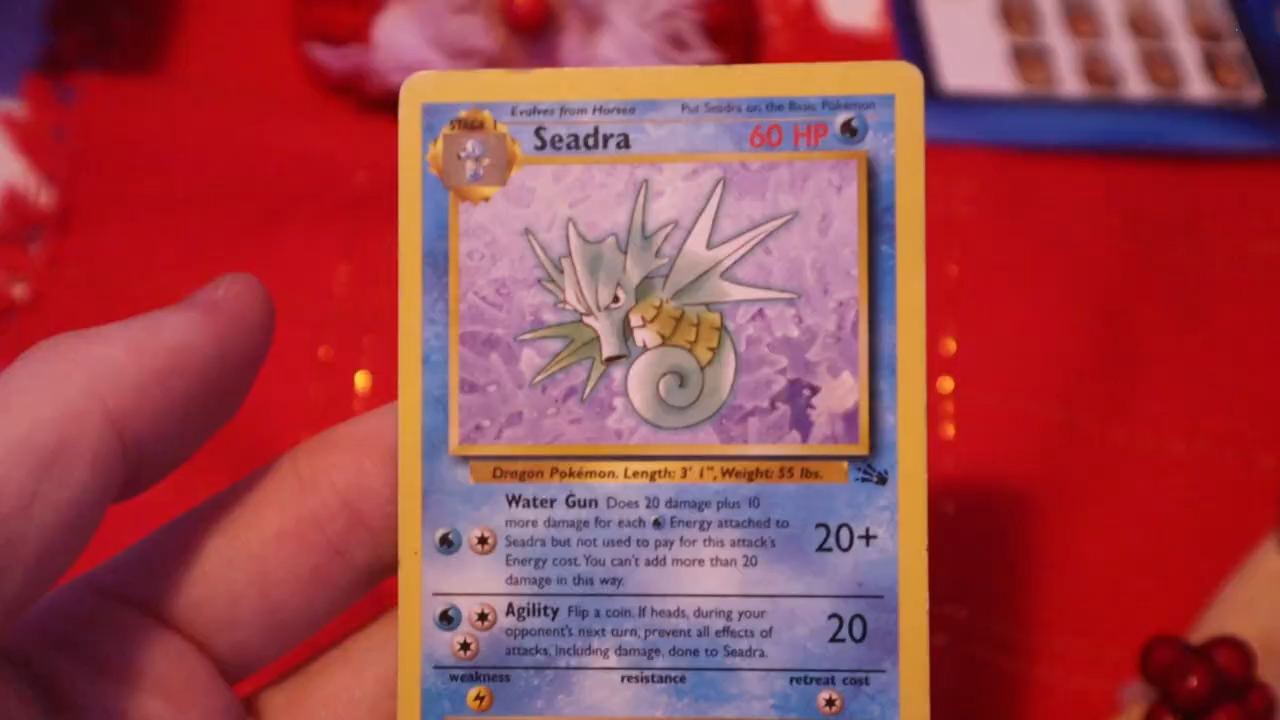 Evolves from Horsea Put Seadra on the Basic Pokémon
STAGE 1
Seadra 60 HP
Dragon Pokémon. Length: 3' 1", Weight: 55 lbs.
Water Gun Does 20 damage plus 10
more damage for each Energy attached to
Seadra but not used to pay for this attack's
Energy cost. You can't add more than 20
damage in this way.
20+
Agility Flip a coin. If heads, during your
opponent's next turn, prevent all effects of
attacks, including damage, done to Seadra.
20
weakness resistance retreat cost